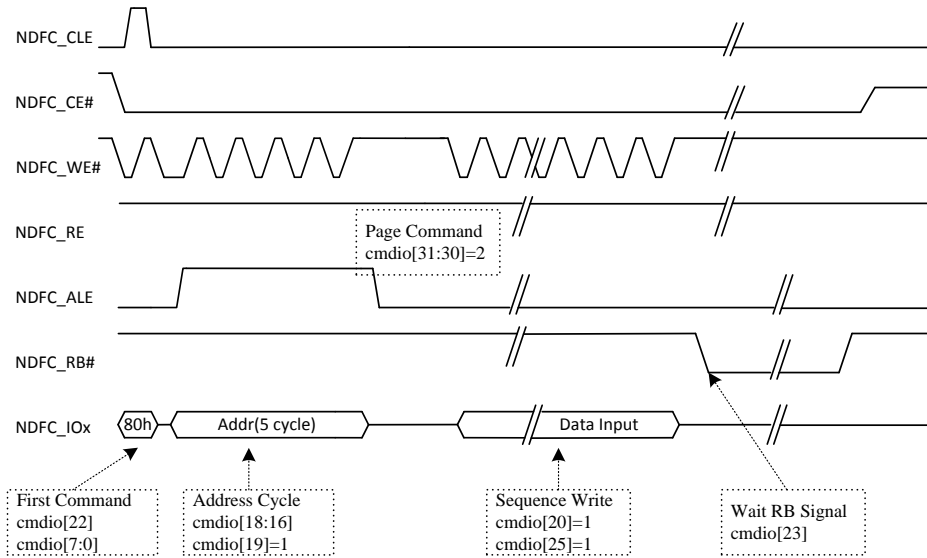 NDFC_CLE
NDFC_CE#
NDFC_WE#
NDFC_RE
Page Command
cmdio[31:30]=2
NDFC_ALE
NDFC_RB#
NDFC_IOx
80h
Addr(5 cycle)
Data Input
First Command
cmdio[22]
cmdio[7:0]
Address Cycle
cmdio[18:16]
cmdio[19]=1
Sequence Write
cmdio[20]=1
cmdio[25]=1
Wait RB Signal
cmdio[23]